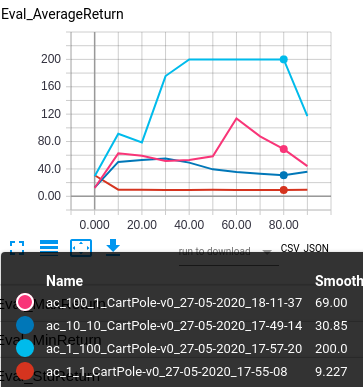 Eval_AverageReturn
200
160
120
80.0
40.0
0.00
0.000 20.00 40.00 60.00 80.00
run to download CSV JSON
Name Smooth
ac_100_1_CartPole-v0_27-05-2020_18-11-37 69.00
ac_10_10_CartPole-v0_27-05-2020_17-49-14 30.85
ac_1_100_CartPole-v0_27-05-2020_17-57-20 200.0
ac_1_1_CartPole-v0_27-05-2020_17-55-08 9.227
Eval_MinReturn
Eval_StdReturn